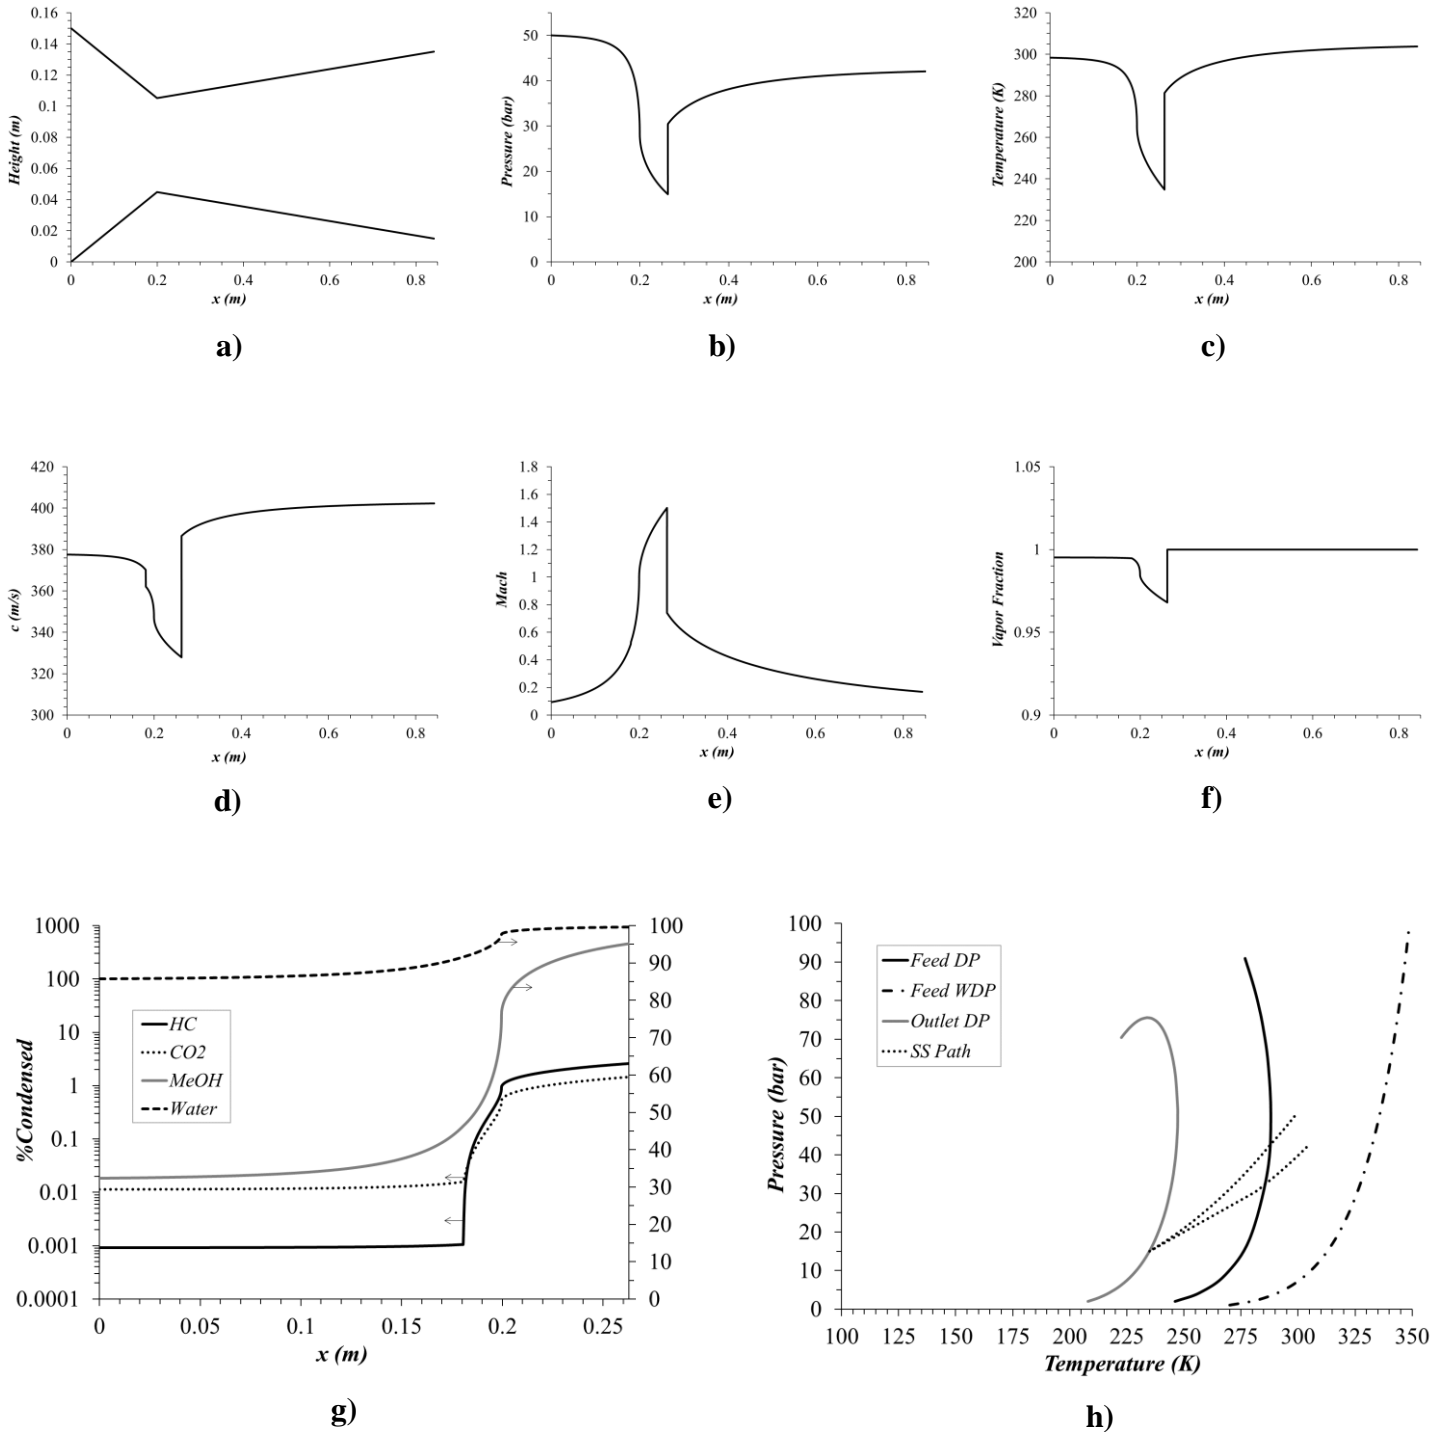 0.16
0.14
0.12
0.1
0.08
0.06
0.04
0.02
0
0 0.2 0.4 0.6 0.8
Height (m)
x (m)
a)
50
40
30
20
10
0
0 0.2 0.4 0.6 0.8
Pressure (bar)
x (m)
b)
320
300
280
260
240
220
200
0 0.2 0.4 0.6 0.8
Temperature (K)
x (m)
c)
420
400
380
360
340
320
300
0 0.2 0.4 0.6 0.8
c (m/s)
x (m)
d)
1.8
1.6
1.4
1.2
1
0.8
0.6
0.4
0.2
0
0 0.2 0.4 0.6 0.8
Mach
x (m)
e)
1.05
1
0.95
0.9
0 0.2 0.4 0.6 0.8
Vapor Fraction
x (m)
f)
1000
100
10
1
0.1
0.01
0.001
0.0001
%Condensed
HC
CO2
MeOH
Water
100
90
80
70
60
50
40
30
20
10
0
0 0.05 0.1 0.15 0.2 0.25
x (m)
g)
100
90
80
70
60
50
40
30
20
10
0
Pressure (bar)
Feed DP
Feed WDP
Outlet DP
SS Path
100 125 150 175 200 225 250 275 300 325 350
Temperature (K)
h)